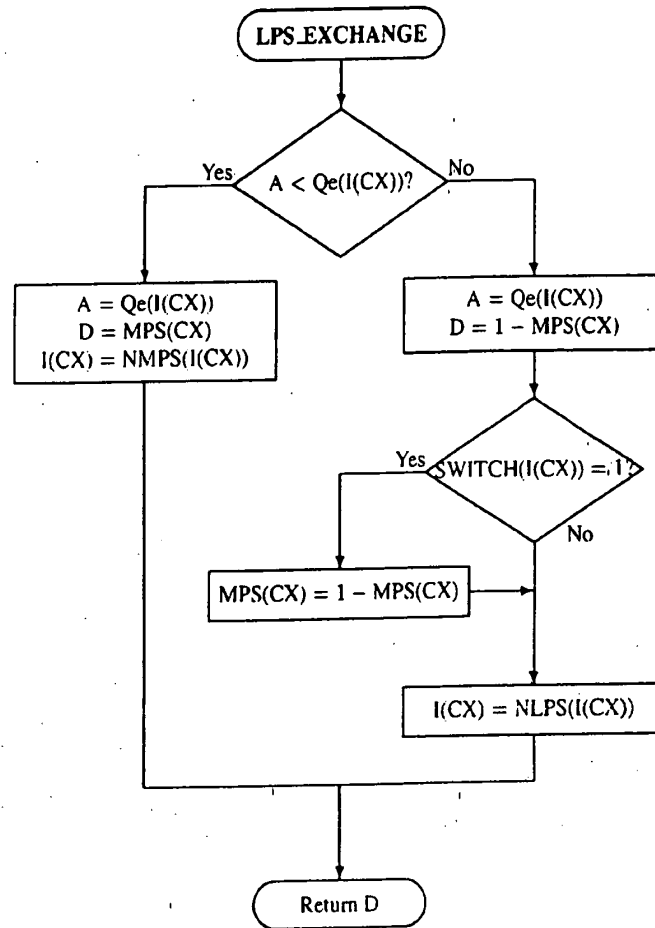 LPS_EXCHANGE
A < Qe(I(CX))?
Yes
No
A = Qe(I(CX))
D = MPS(CX)
I(CX) = NMPS(I(CX))
A = Qe(I(CX))
D = 1 – MPS(CX)
SWITCH(I(CX)) = 1?
Yes
No
MPS(CX) = 1 – MPS(CX)
I(CX) = NLPS(I(CX))
Return D